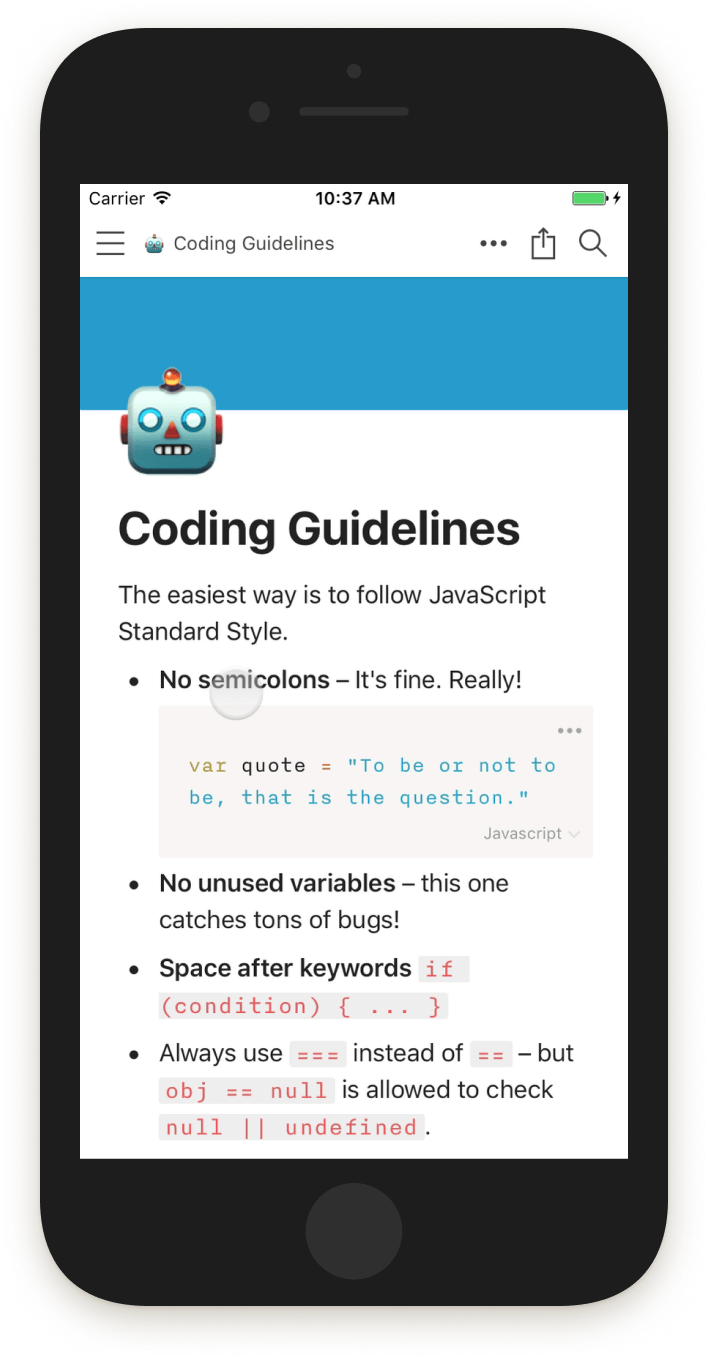 Carrier 10:37 AM
Coding Guidelines
Coding Guidelines
The easiest way is to follow JavaScript
Standard Style.
• No semicolons – It's fine. Really!
var quote = "To be or not to
be, that is the question."
Javascript
• No unused variables – this one
catches tons of bugs!
• Space after keywords if
(condition) { ... }
• Always use === instead of == – but
obj == null is allowed to check
null || undefined.